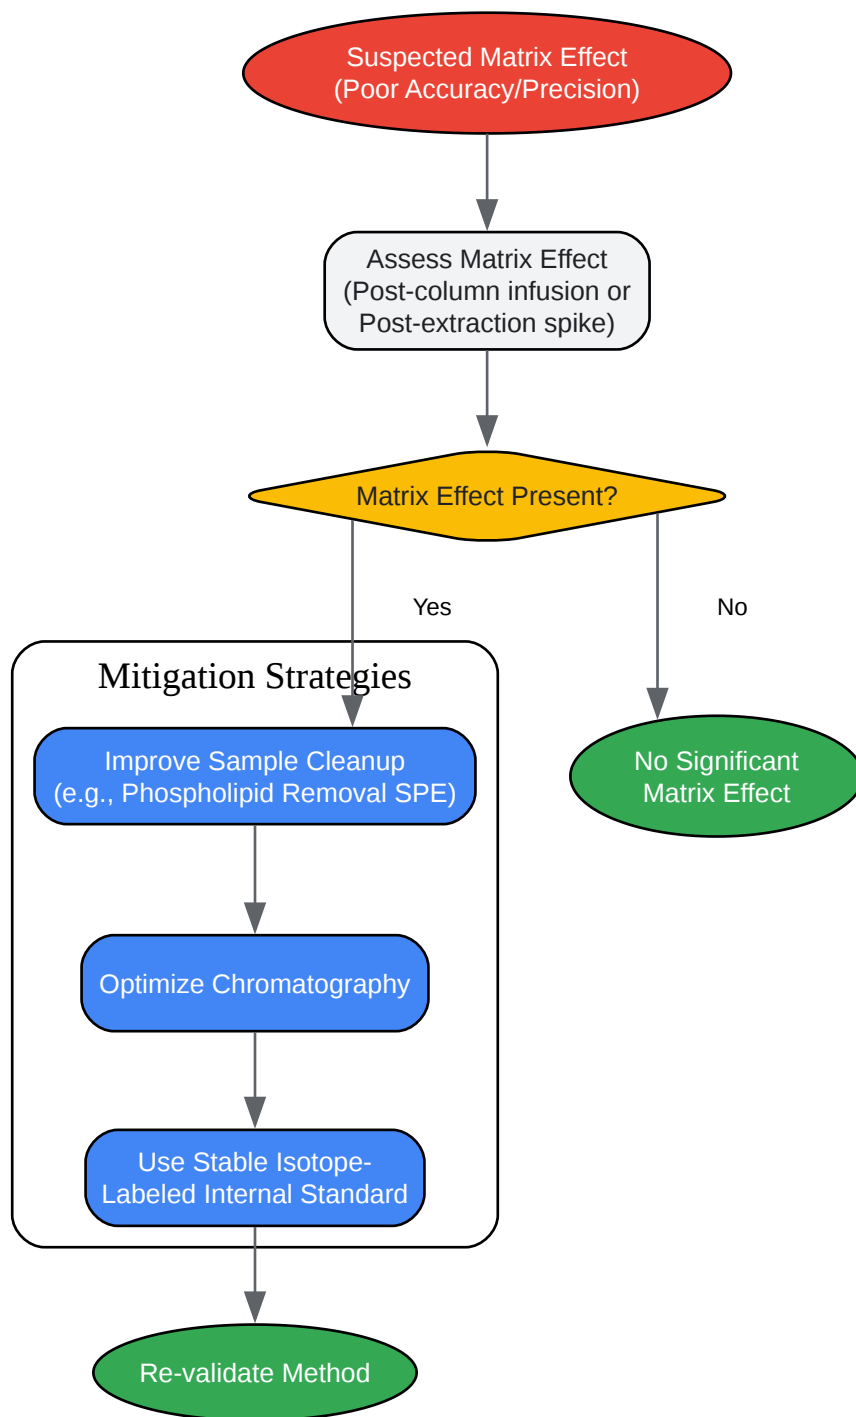 Suspected Matrix Effect
(Poor Accuracy/Precision)
Assess Matrix Effect
(Post-column infusion or
Post-extraction spike)
Matrix Effect Present?
Yes
No
Mitigation Strategies
Improve Sample Cleanup
(e.g., Phospholipid Removal SPE)
No Significant
Matrix Effect
Optimize Chromatography
Use Stable Isotope-
Labeled Internal Standard
Re-validate Method